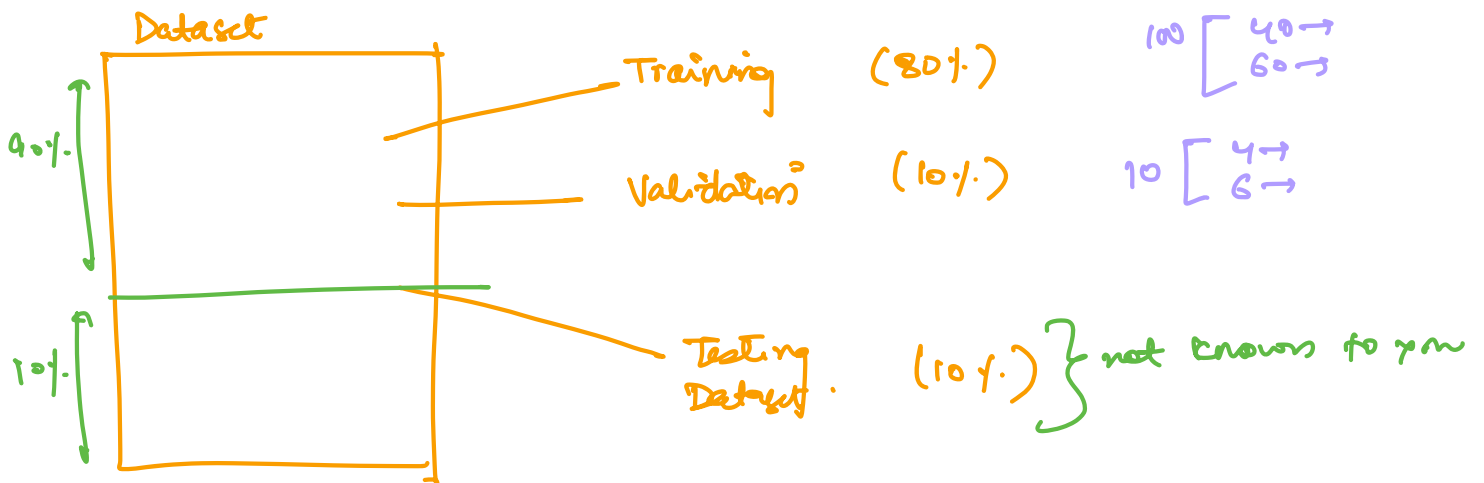 Dataset
Training (80%)
100 [ 40 →
60 →
90%
Validation (10%)
10 [ 4 →
6 →
10%
Testing
Dataset. (10%) } not known to you